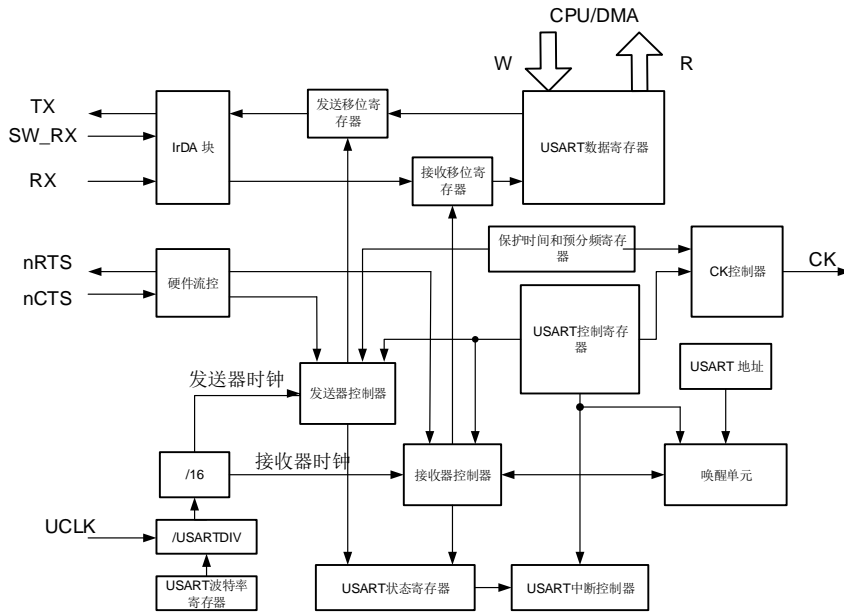 CPU/DMA
W
R
TX
SW_RX
RX
IrDA 块
发送移位寄
存器
接收移位寄
存器
USART数据寄存器
nRTS
nCTS
硬件流控
保护时间和预分频寄存
器
CK控制器
CK
USART控制寄存
器
USART 地址
发送器时钟
发送器控制器
/16
接收器时钟
接收器控制器
唤醒单元
UCLK
/USARTDIV
USART波特率
寄存器
USART状态寄存器
USART中断控制器